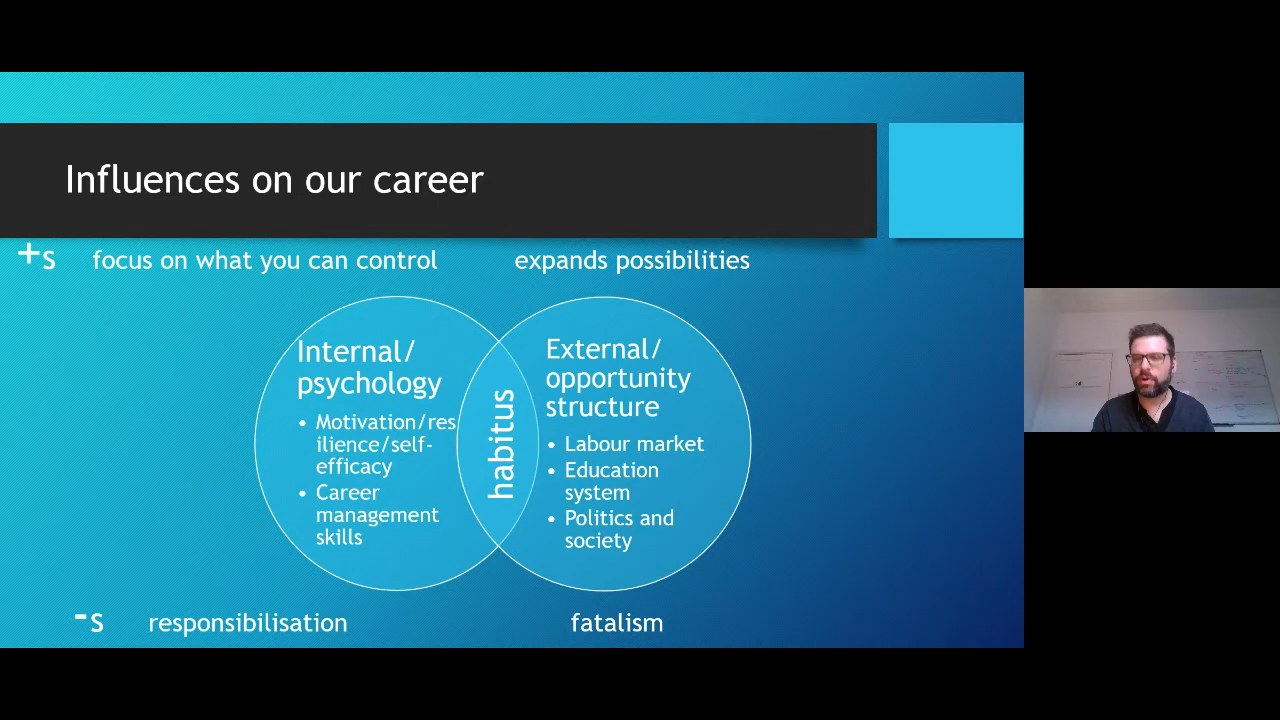 Influences on our career
+s focus on what you can control expands possibilities
Internal/
psychology
• Motivation/res
ilience/self-
efficacy
• Career
management
skills
habitus
External/
opportunity
structure
• Labour market
• Education
system
• Politics and
society
-s responsibilisation fatalism